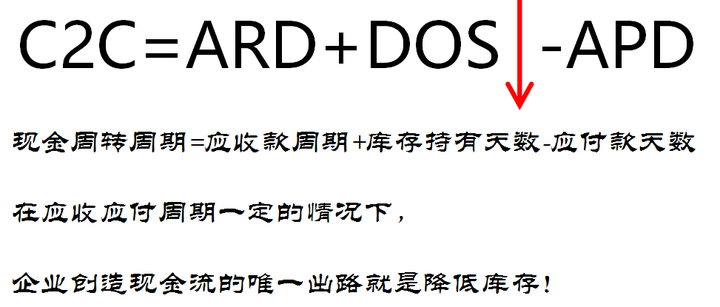 C2C=ARD+DOS -APD
现金周转周期=应收款周期+库存持有天数-应付款天数
在应收应付周期一定的情况下，
企业创造现金流的唯一出路就是降低库存！